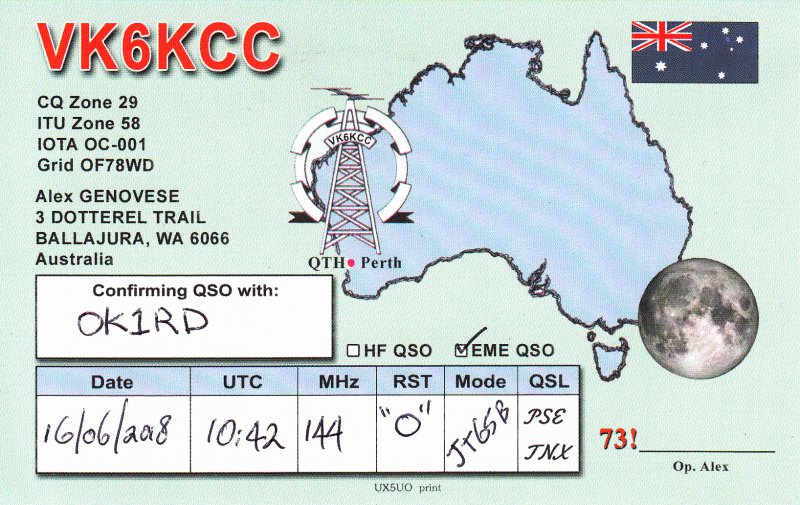 VK6KCC
CQ Zone 29
ITU Zone 58
IOTA OC-001
Grid OF78WD
VK6KCC
Alex GENOVESE
3 DOTTEREL TRAIL
BALLAJURA, WA 6066
Australia
QTH Perth
Confirming QSO with:
OK1RD
HF QSO EME QSO
Date UTC MHz RST Mode QSL
16/06/2008 10:42 144 "O" JT65B PSE
TNX
73!
Op. Alex
UX5UO print